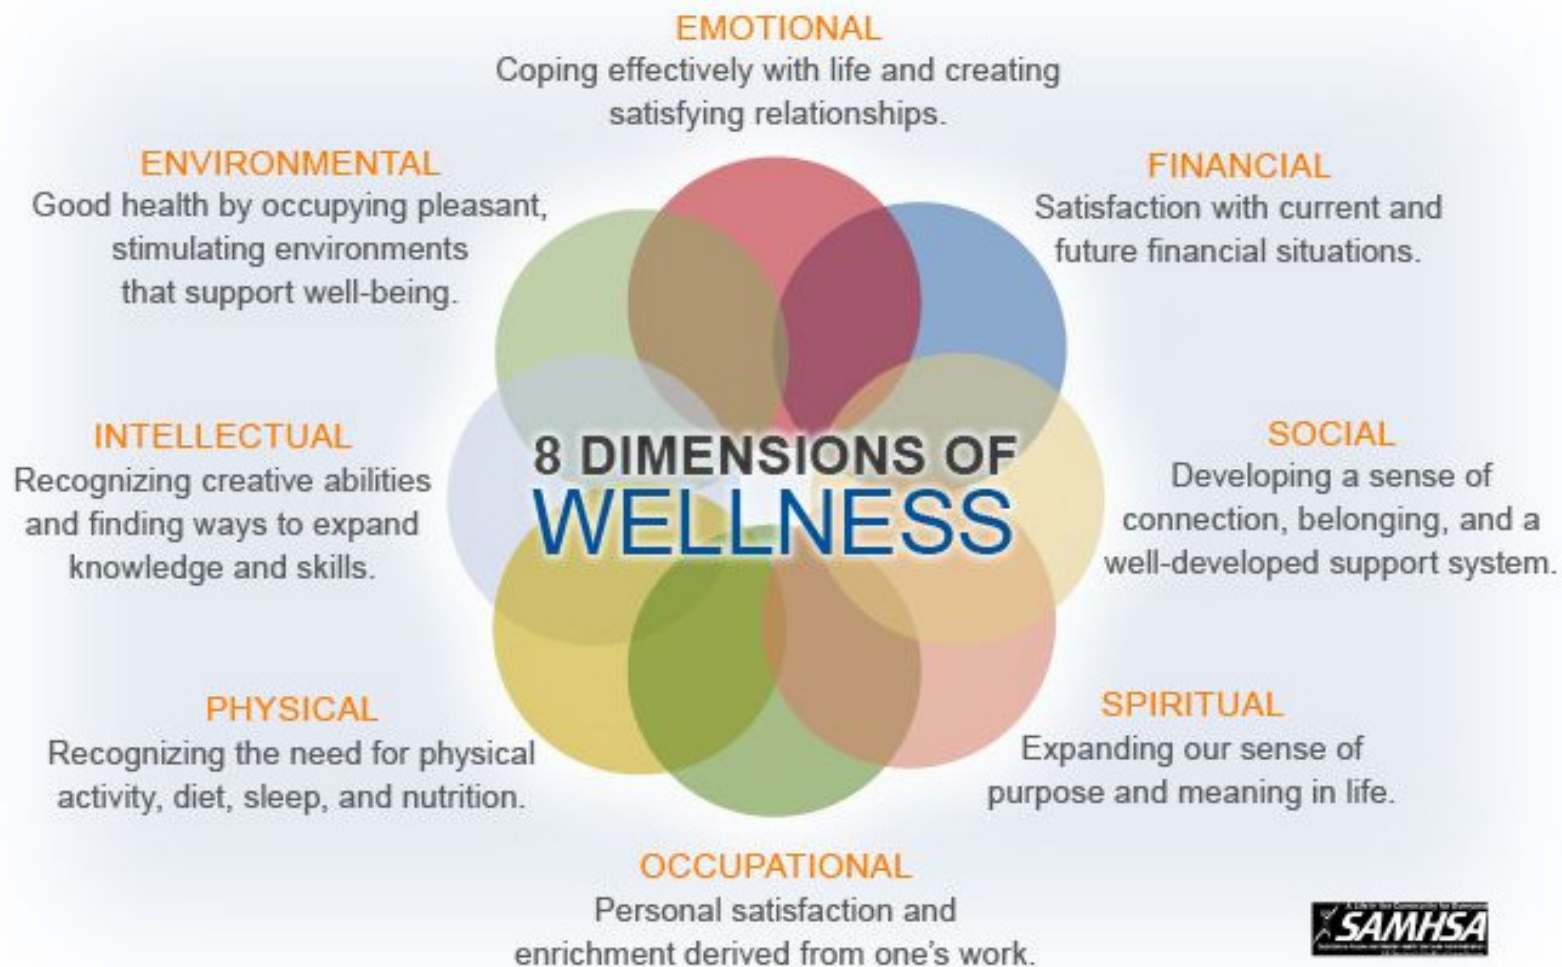 EMOTIONAL
Coping effectively with life and creating
satisfying relationships.
FINANCIAL
Satisfaction with current and
future financial situations.
SOCIAL
Developing a sense of
connection, belonging, and a
well-developed support system.
SPIRITUAL
Expanding our sense of
purpose and meaning in life.
OCCUPATIONAL
Personal satisfaction and
enrichment derived from one's work.
PHYSICAL
Recognizing the need for physical
activity, diet, sleep, and nutrition.
INTELLECTUAL
Recognizing creative abilities
and finding ways to expand
knowledge and skills.
ENVIRONMENTAL
Good health by occupying pleasant,
stimulating environments
that support well-being.
8 DIMENSIONS OF
WELLNESS
SAMHSA